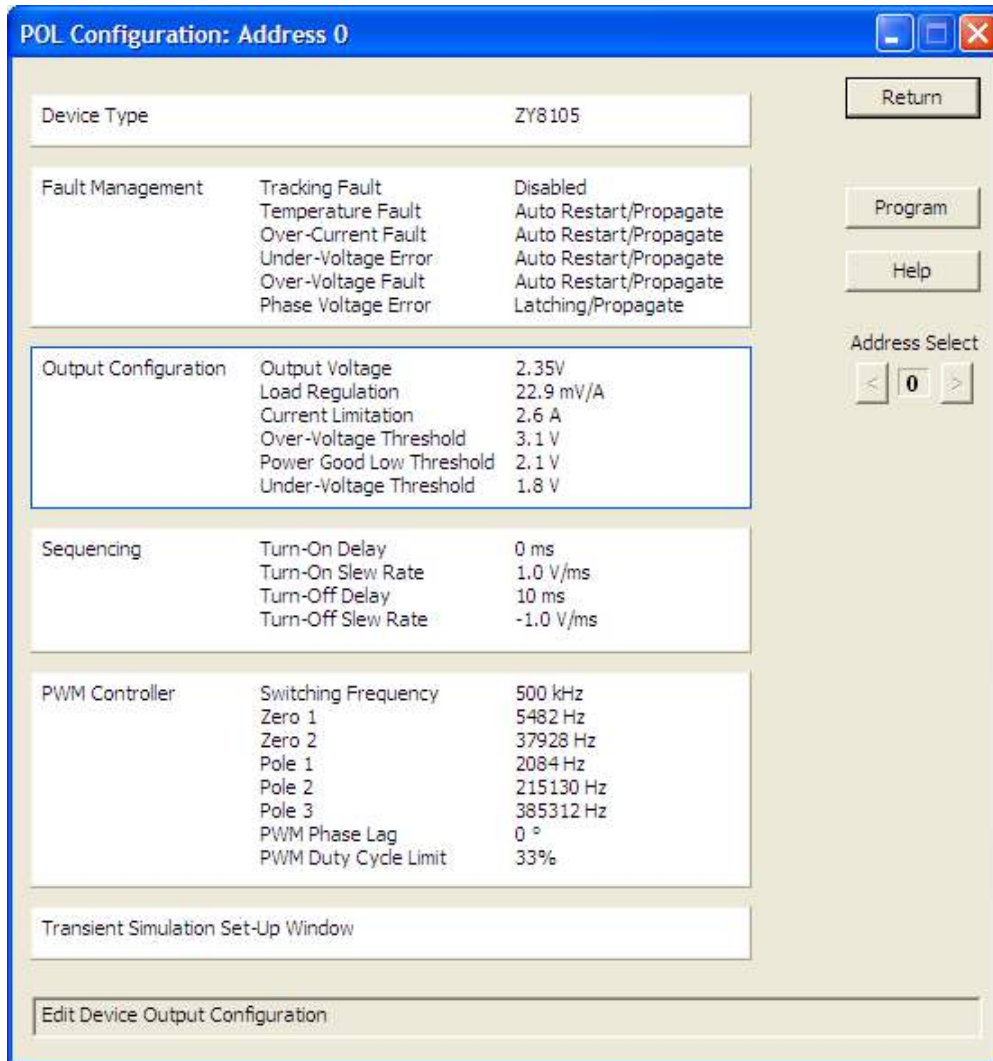 POL Configuration: Address 0
Return
Device Type ZY8105
Fault Management Tracking Fault Disabled
Temperature Fault Auto Restart/Propagate
Over-Current Fault Auto Restart/Propagate
Under-Voltage Error Auto Restart/Propagate
Over-Voltage Fault Auto Restart/Propagate
Phase Voltage Error Latching/Propagate
Program
Help
Address Select
< 0 >
Output Configuration Output Voltage 2.35V
Load Regulation 22.9 mV/A
Current Limitation 2.6 A
Over-Voltage Threshold 3.1 V
Power Good Low Threshold 2.1 V
Under-Voltage Threshold 1.8 V
Sequencing Turn-On Delay 0 ms
Turn-On Slew Rate 1.0 V/ms
Turn-Off Delay 10 ms
Turn-Off Slew Rate -1.0 V/ms
PWM Controller Switching Frequency 500 kHz
Zero 1 5482 Hz
Zero 2 37928 Hz
Pole 1 2084 Hz
Pole 2 215130 Hz
Pole 3 385312 Hz
PWM Phase Lag 0 °
PWM Duty Cycle Limit 33%
Transient Simulation Set-Up Window
Edit Device Output Configuration